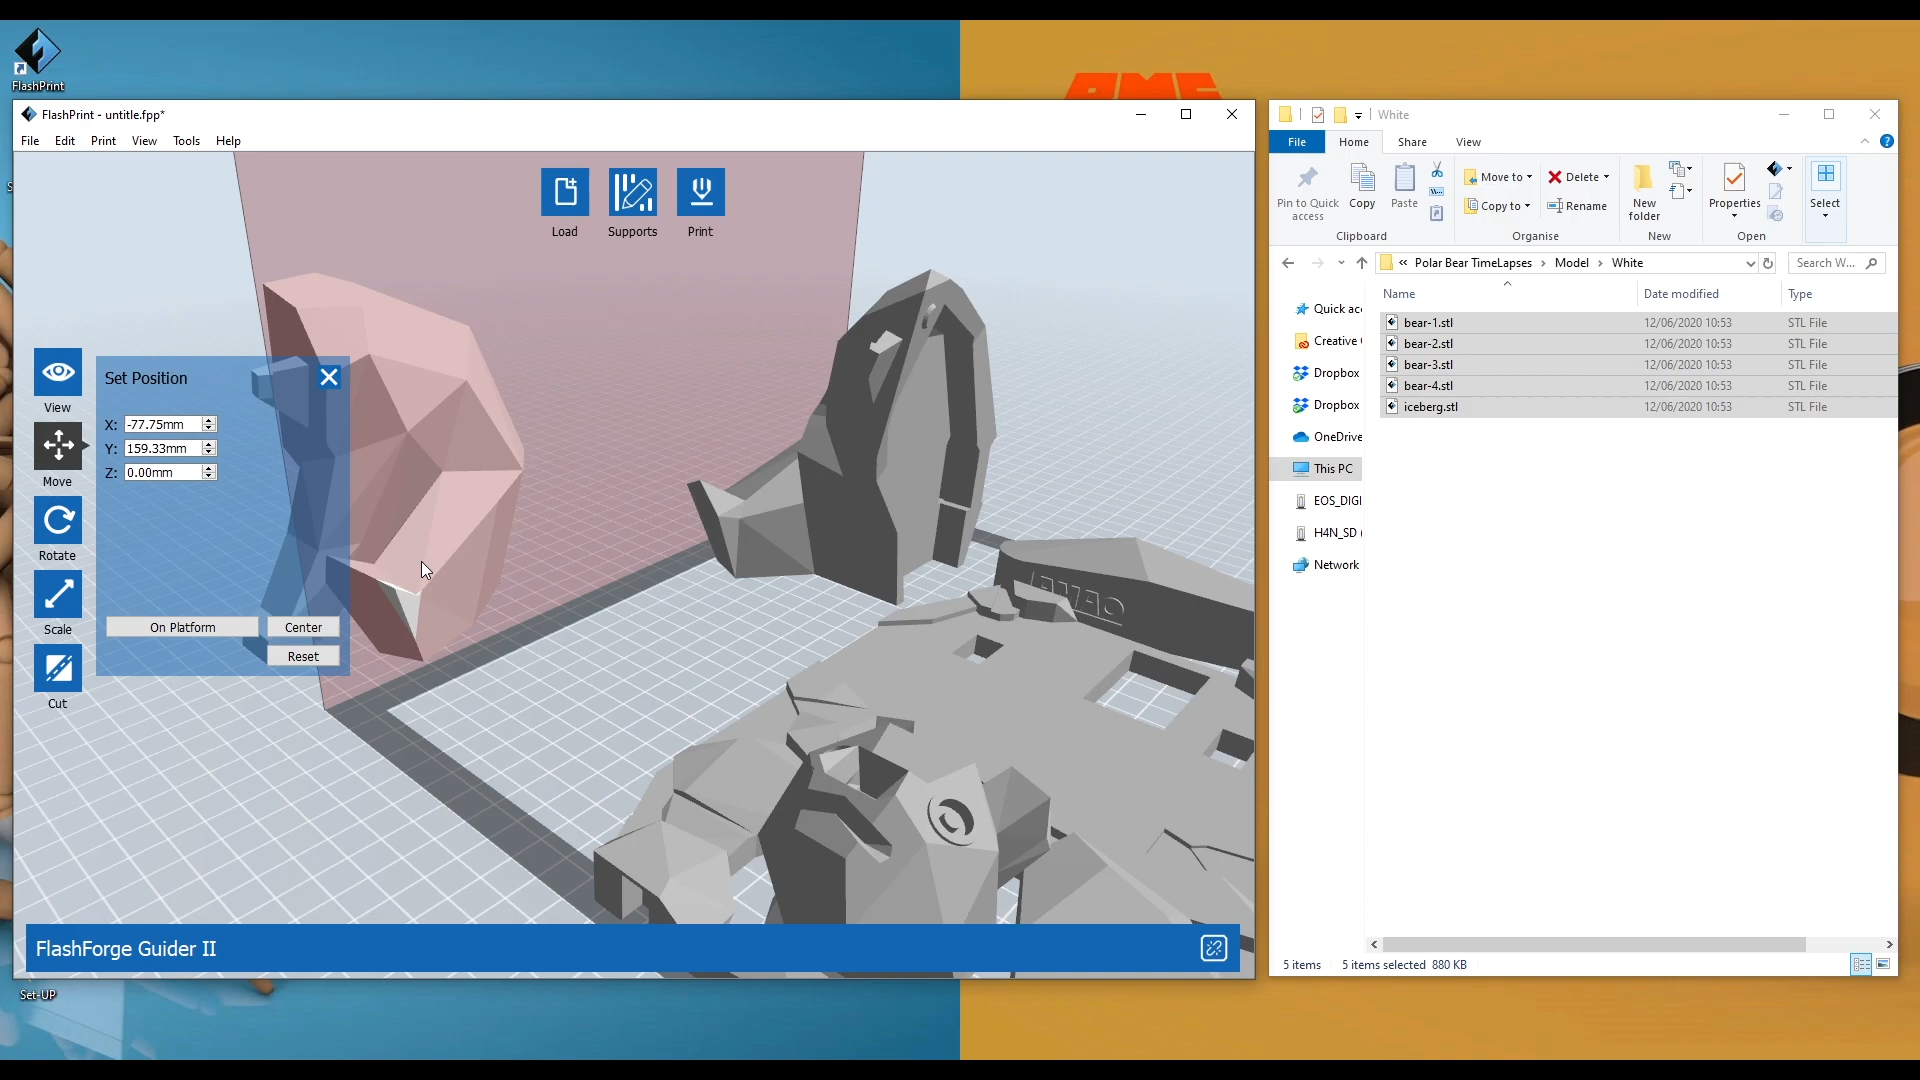 FlashPrint
FlashPrint - untitle.fpp*
File Edit Print View Tools Help
Load Supports Print
View
Move
Rotate
Scale
Cut
Set Position
X: -77.75mm
Y: 159.33mm
Z: 0.00mm
On Platform Center
Reset
FlashForge Guider II
Set-UP
White
File Home Share View
Pin to Quick access
Copy
Paste
Move to
Copy to
Delete
Rename
New folder
Properties
Select
Clipboard Organise New Open
« Polar Bear TimeLapses > Model > White
Search W...
Name Date modified Type
bear-1.stl 12/06/2020 10:53 STL File
bear-2.stl 12/06/2020 10:53 STL File
bear-3.stl 12/06/2020 10:53 STL File
bear-4.stl 12/06/2020 10:53 STL File
iceberg.stl 12/06/2020 10:53 STL File
Quick acc
Creative
Dropbox
Dropbox
OneDrive
This PC
EOS_DIGI
H4N_SD (
Network
5 items 5 items selected 880 KB